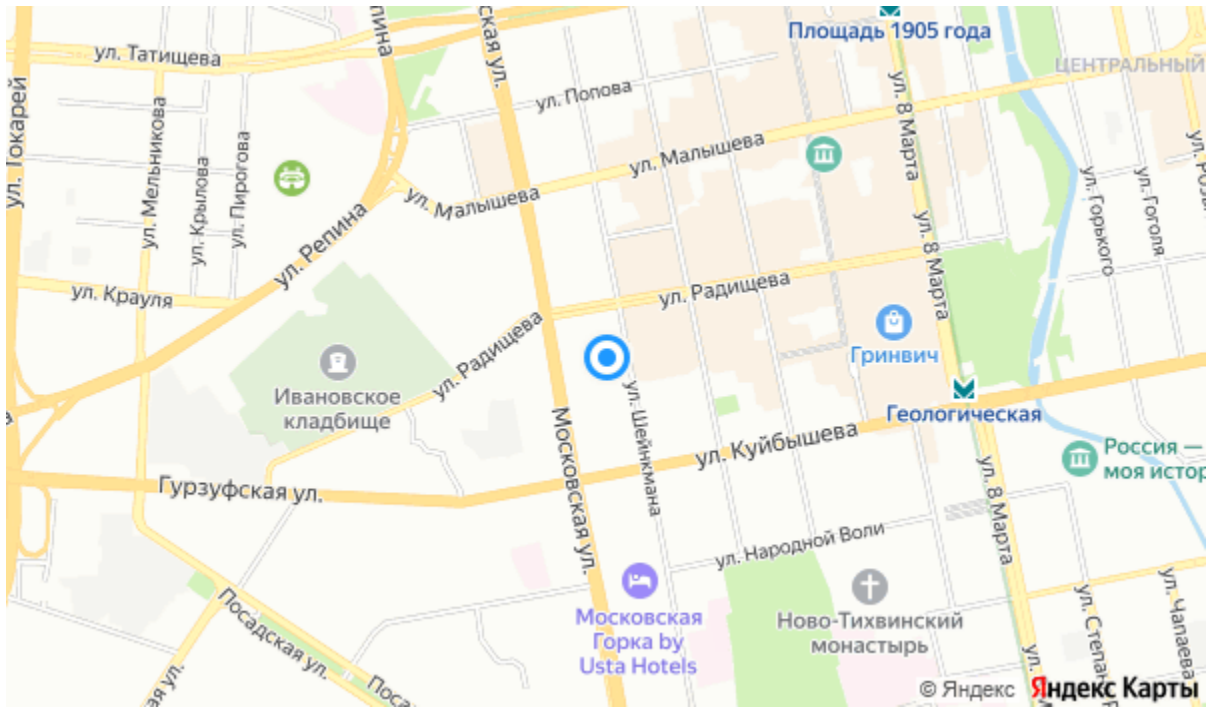 Площадь 1905 года
ул. Татищева
ЦЕНТРАЛЬНЫЙ
ул. Токарей
ул. Попова
ул. 8 Марта
ул. Мельникова
ул. Крылова
ул. Пирогова
ул. Малышева
ул. Малышева
ул. Горького
ул. Гоголя
ул. Репина
ул. 8 Марта
ул. Крауля
ул. Радищева
ул. Радищева
Гринвич
Ивановское
кладбище
ул. Шейнкмана
Геологическая
Московская ул.
ул. Куйбышева
Россия —
моя истор
Гурзуфская ул.
ул. 8 Марта
ул. Народной Воли
Посадская ул.
Московская
Горка by
Usta Hotels
Ново-Тихвинский
монастырь
ул. Чапаева
ул. Степан
© Яндекс Яндекс Карты